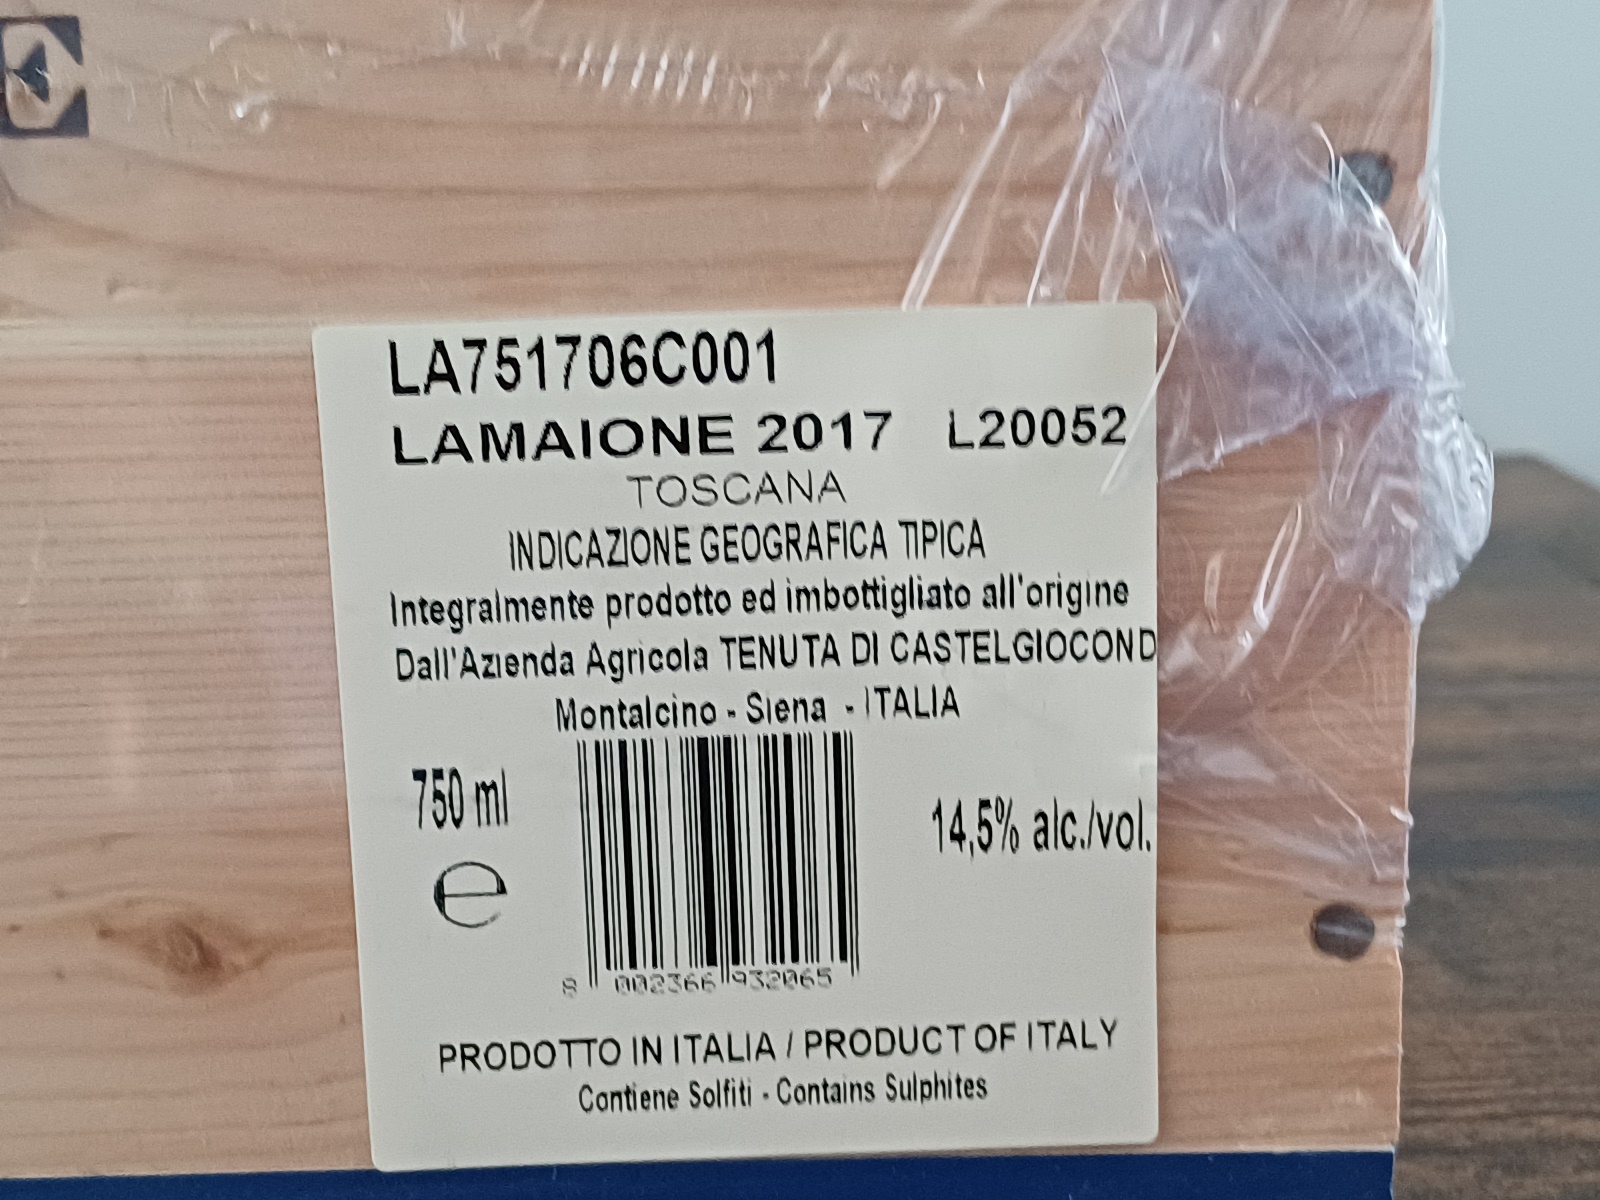 E
LA751706C001
LAMAIONE 2017 L20052
TOSCANA
INDICAZIONE GEOGRAFICA TIPICA
Integralmente prodotto ed imbottigliato all'origine
Dall'Azienda Agricola TENUTA DI CASTELGIOCOND
Montalcino - Siena - ITALIA
750 ml
14,5% alc./vol.
e
8 002366 932065
PRODOTTO IN ITALIA / PRODUCT OF ITALY
Contiene Solfiti - Contains Sulphites